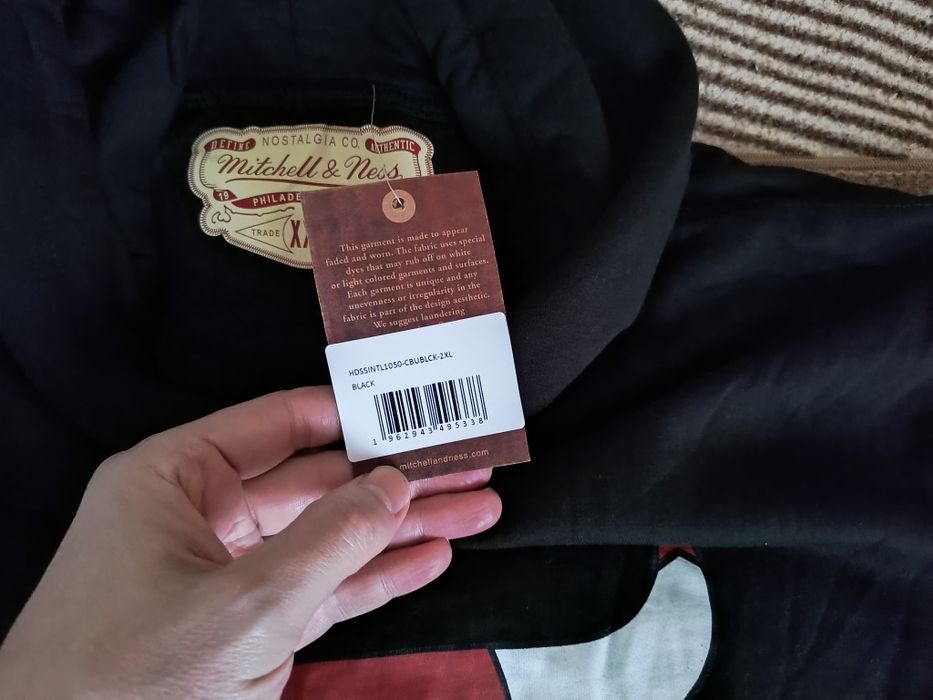 DEFINE NOSTALGIA CO. AUTHENTIC
Mitchell & Ness
19 PHILADE
TRADE XX
This garment is made to appear
faded and worn. The fabric uses special
dyes that may rub off on white
or light colored garments and surfaces.
Each garment is unique and any
unevenness or irregularity in the
fabric is part of the design aesthetic.
We suggest laundering
HDSSINTL1050-CBUBLCK-2XL
BLACK
1 962943 495338
mitchellandness.com